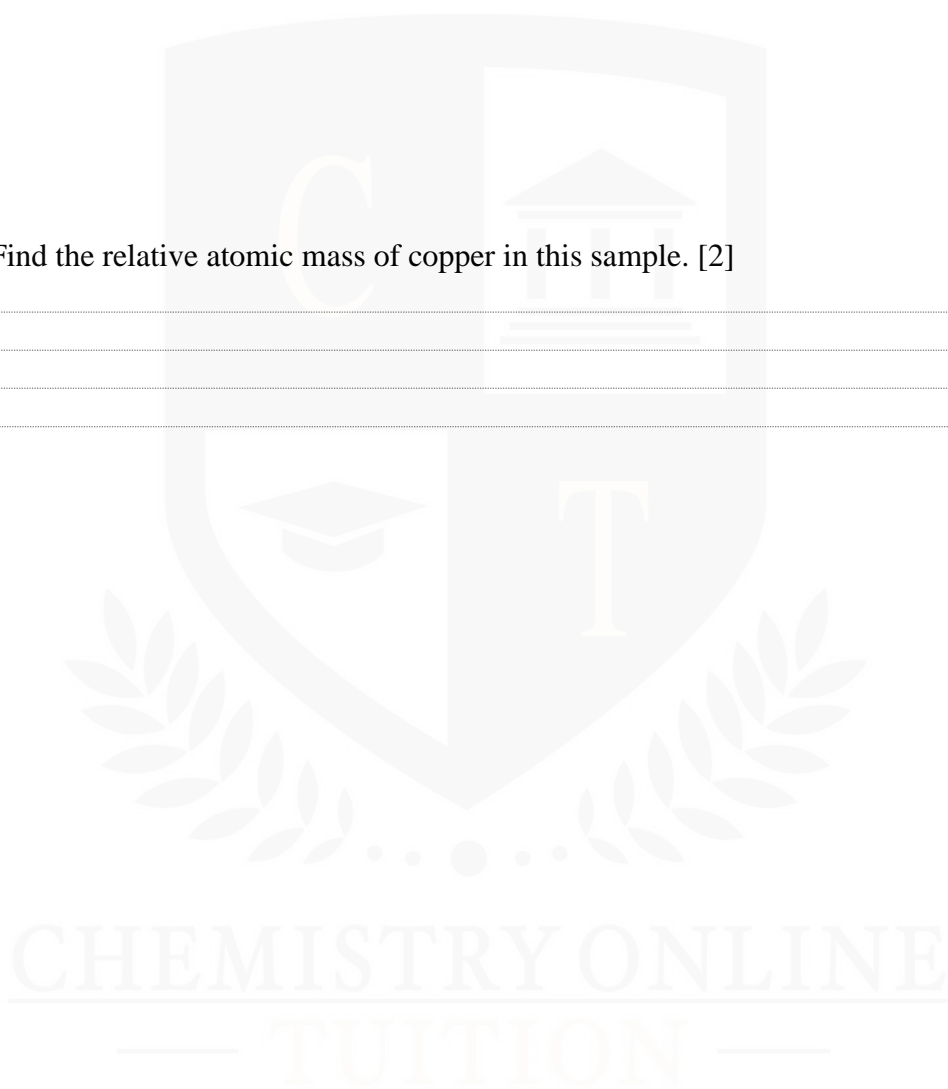 Find the relative atomic mass of copper in this sample. [2]
C
T
CHEMISTRY ONLINE
TUITION